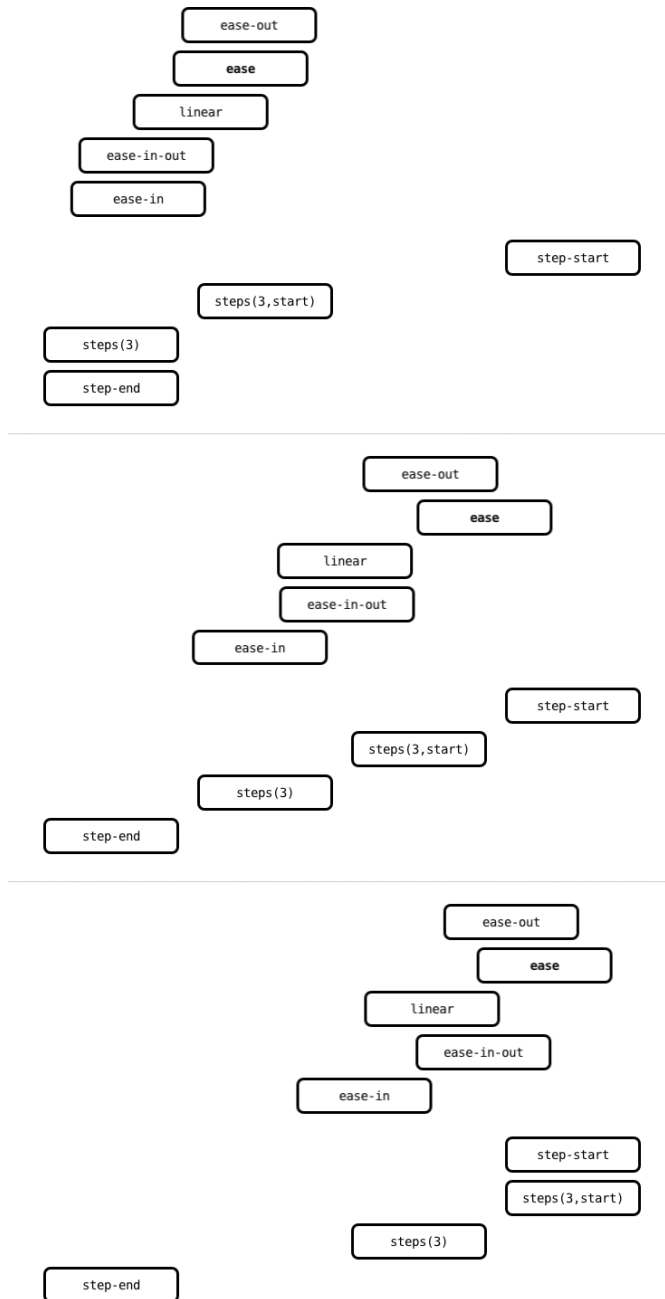 ease-out
ease
linear
ease-in-out
ease-in
step-start
steps(3,start)
steps(3)
step-end
ease-out
ease
linear
ease-in-out
ease-in
step-start
steps(3,start)
steps(3)
step-end
ease-out
ease
linear
ease-in-out
ease-in
step-start
steps(3,start)
steps(3)
step-end